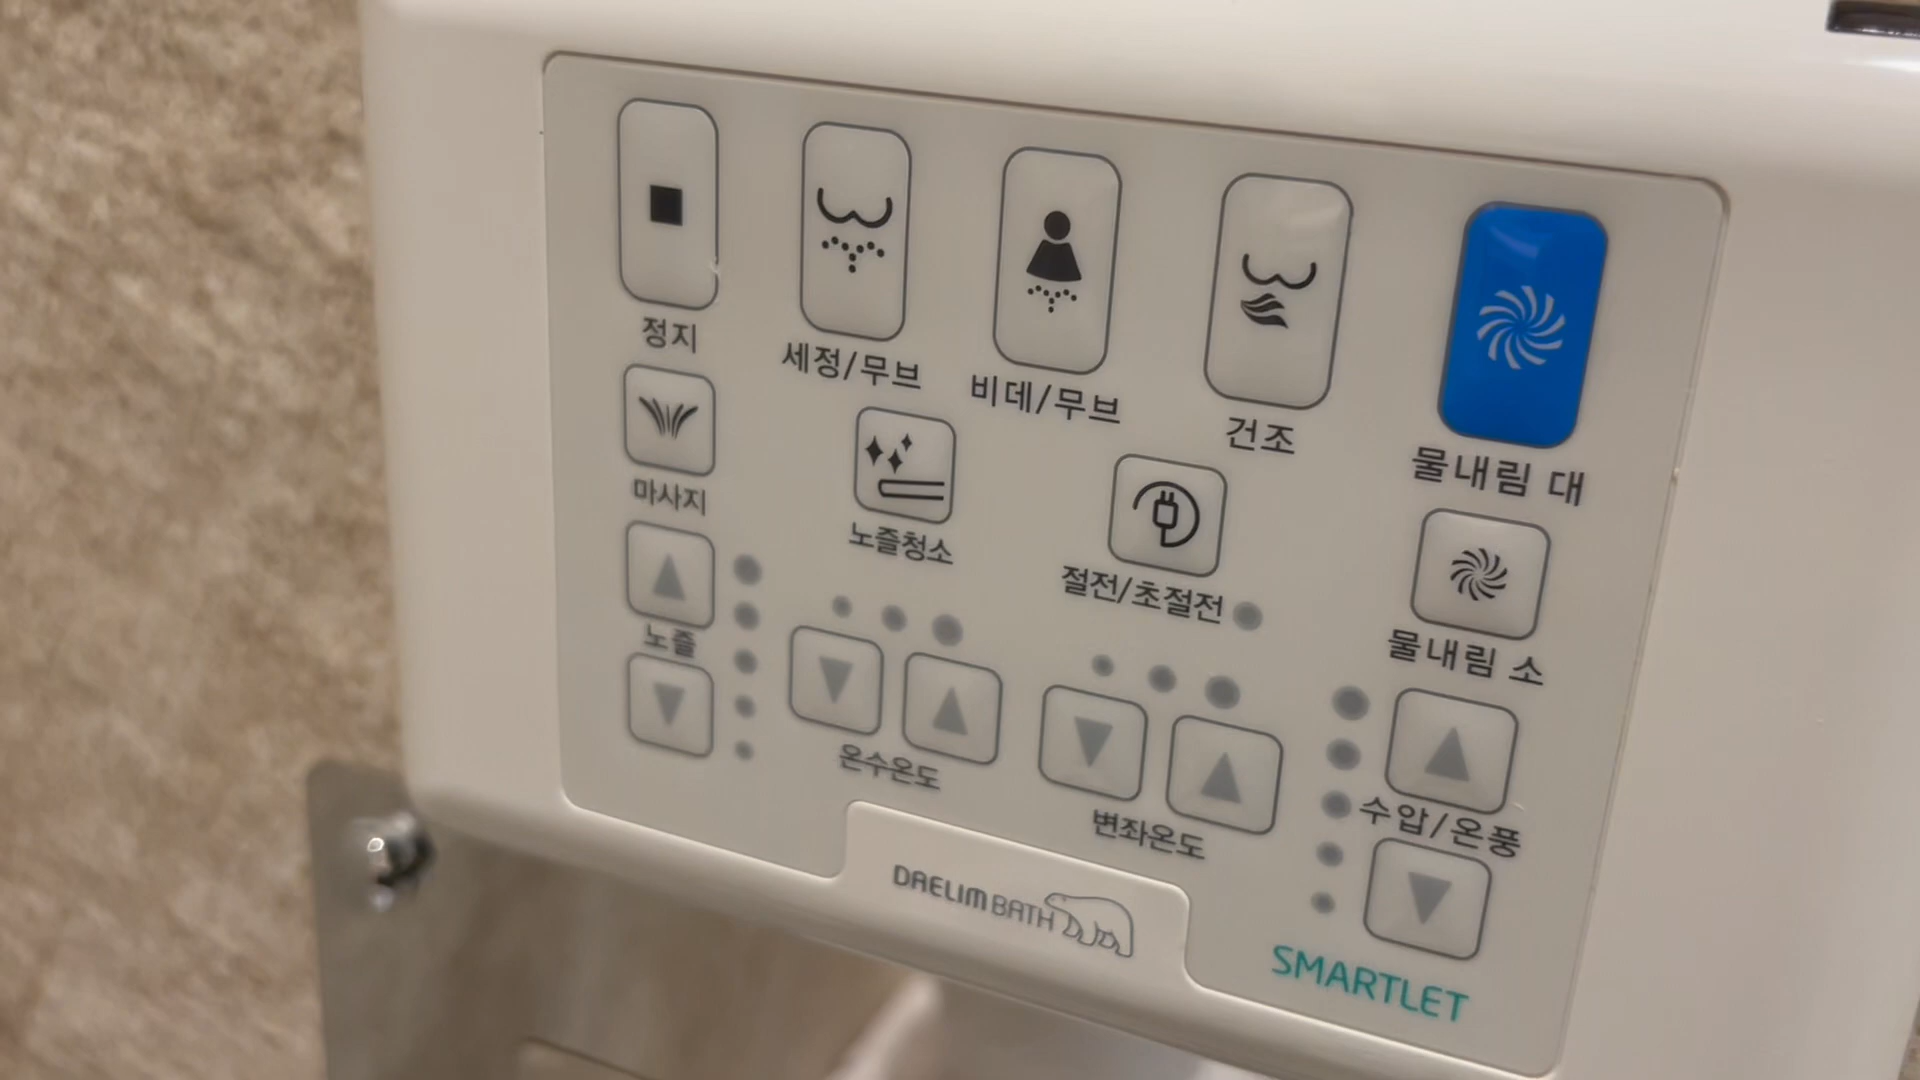 정지
세정/무브
비데/무브
건조
물내림 대
마사지
노즐청소
절전/초절전
물내림 소
노즐
온수온도
변좌온도
수압/온풍
DAELIM BATH
SMARTLET